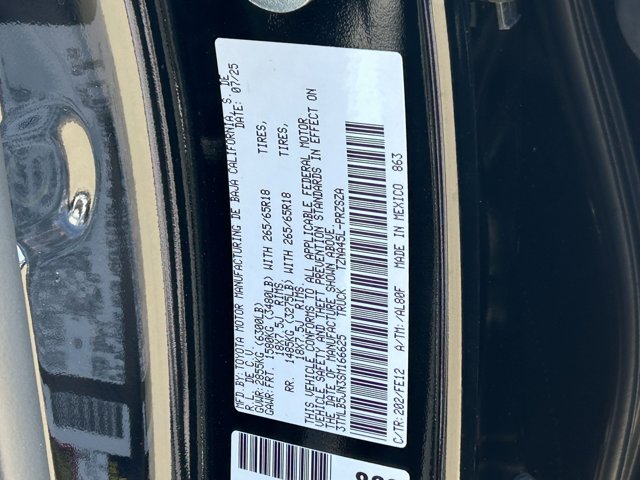 MFD. BY: TOYOTA MOTOR MANUFACTURING DE BAJA CALIFORNIA, S. DE
R. L. DE C.V. DATE: 07/25
GVWR: 2855KG (6300LB)
GAWR: FRT. 1580KG (3480LB) WITH 265/65R18 TIRES,
18X7.5J RIMS
RR. 1485KG (3275LB) WITH 265/65R18 TIRES,
18X7.5J RIMS
THIS VEHICLE CONFORMS TO ALL APPLICABLE FEDERAL MOTOR
VEHICLE SAFETY AND THEFT PREVENTION STANDARDS IN EFFECT ON
THE DATE OF MANUFACTURE SHOWN ABOVE.
3TMLB5JN3SM166625 TRUCK TZNA45L-PRZSZA
C/TR: 202/FE12 A/TM: /AL80F MADE IN MEXICO 863